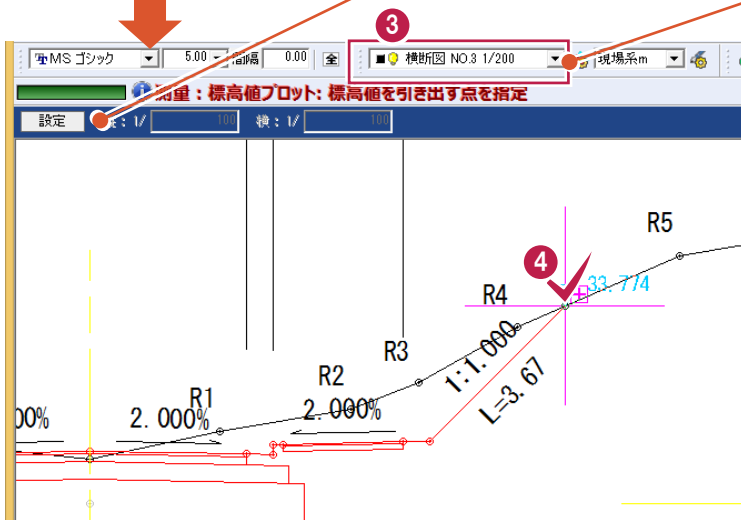 3
MS ゴシック 5.00 間隔 0.00 全 横断図 NO.3 1/200 現場系m
測量：標高値プロット: 標高値を引き出す点を指定
設定 : 1/ 100 横 : 1/ 100
R5
4
33.774
R4
1:1.000
R3
L=3.67
R2
R1
00% 2.000% 2.000%